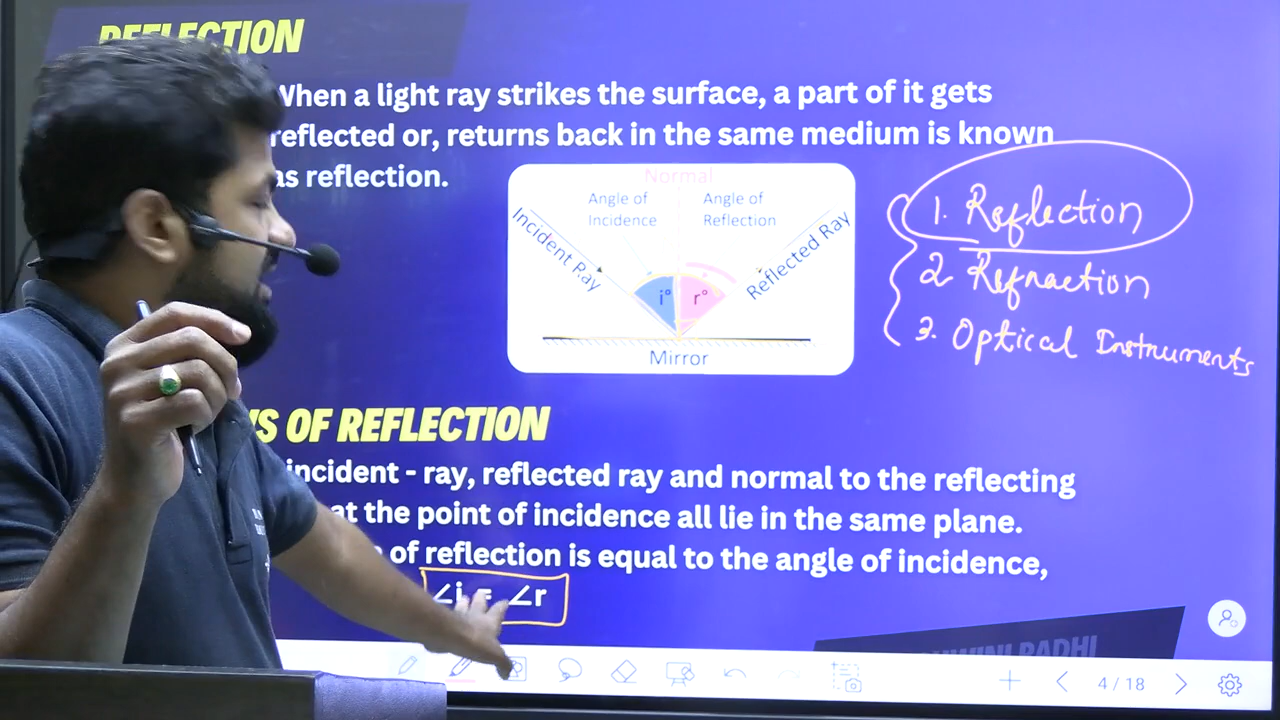 REFLECTION
When a light ray strikes the surface, a part of it gets
reflected or, returns back in the same medium is known
as reflection.
Normal
Angle of
Incidence
Angle of
Reflection
Incident Ray
Reflected Ray
i°
r°
Mirror
1. Reflection
2 Refraction
3. Optical Instruments
OF REFLECTION
incident - ray, reflected ray and normal to the reflecting
at the point of incidence all lie in the same plane.
of reflection is equal to the angle of incidence,
∠i = ∠r
PADHI
4 / 18